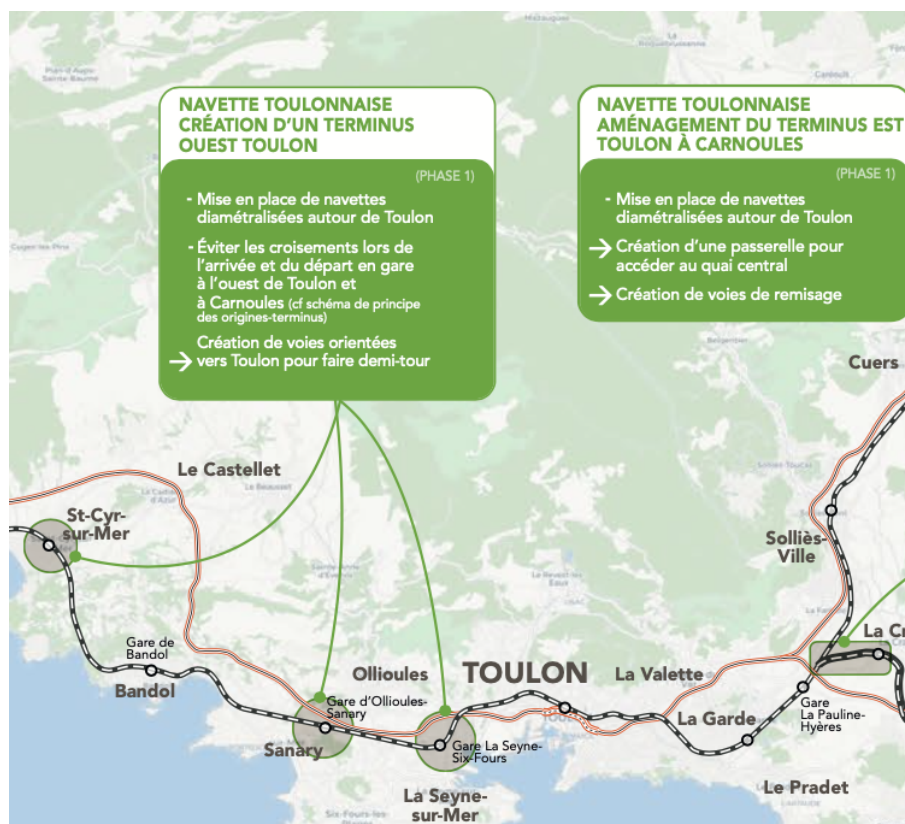 NAVETTE TOULONNAISE
CRÉATION D'UN TERMINUS
OUEST TOULON
(PHASE 1)
- Mise en place de navettes
diamétralisées autour de Toulon
- Éviter les croisements lors de
l'arrivée et du départ en gare
à l'ouest de Toulon et
à Carnoules (cf schéma de principe
des origines-terminus)
Création de voies orientées
→ vers Toulon pour faire demi-tour
NAVETTE TOULONNAISE
AMÉNAGEMENT DU TERMINUS EST
TOULON À CARNOULES
(PHASE 1)
- Mise en place de navettes
diamétralisées autour de Toulon
→ Création d'une passerelle pour
accéder au quai central
→ Création de voies de remisage
Cuers
Le Castellet
St-Cyr-
sur-Mer
Solliès-
Ville
La Cr
Gare de
Bandol
Bandol
Ollioules
TOULON
La Valette
Gare d'Ollioules-
Sanary
Sanary
Gare La Seyne-
Six-Fours
La Garde
Gare
La Pauline-
Hyères
La Seyne-
sur-Mer
Le Pradet